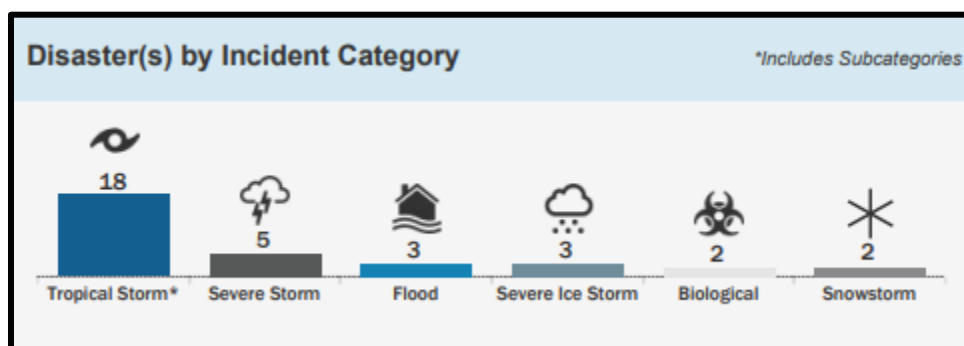 Disaster(s) by Incident Category
*Includes Subcategories
18
5
3
3
2
2
Tropical Storm*
Severe Storm
Flood
Severe Ice Storm
Biological
Snowstorm